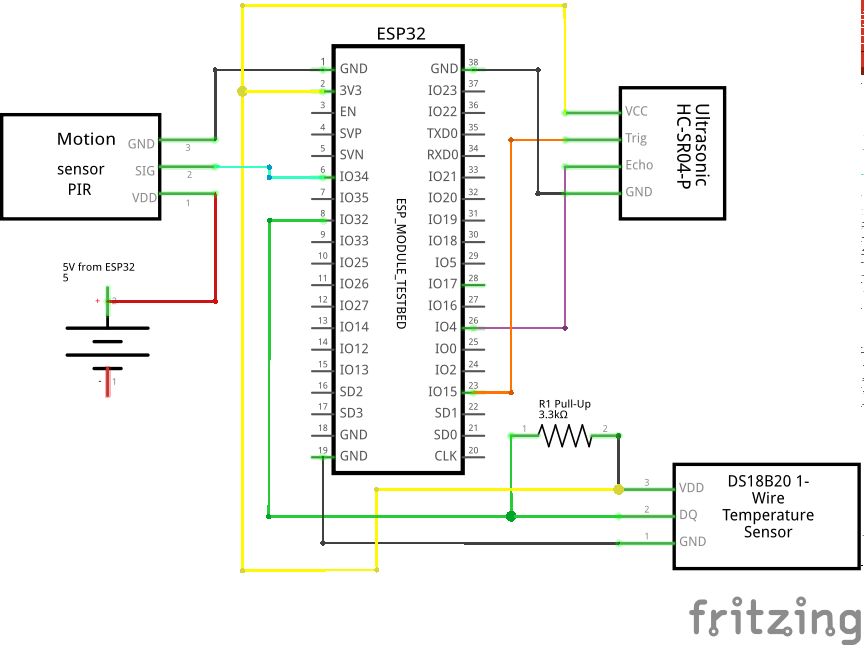 ESP32
1 GND
2 3V3
3 EN
4 SVP
5 SVN
6 IO34
7 IO35
8 IO32
9 IO33
10 IO25
11 IO26
12 IO27
13 IO14
14 IO12
15 IO13
16 SD2
17 SD3
18 GND
19 GND
ESP_MODULE_TESTBED
GND 38
IO23 37
IO22 36
TXD0 35
RXD0 34
IO21 33
IO20 32
IO19 31
IO18 30
IO5 29
IO17 28
IO16 27
IO4 26
IO0 25
IO2 24
IO15 23
SD1 22
SD0 21
CLK 20
Motion
sensor
PIR
GND 3
SIG 2
VDD 1
5V from ESP32
5
+ 2
- 1
VCC
Trig
Echo
GND
Ultrasonic
HC-SR04-P
R1 Pull-Up
3.3kΩ
1 2
3 VDD
2 DQ
1 GND
DS18B20 1-
Wire
Temperature
Sensor
fritzing